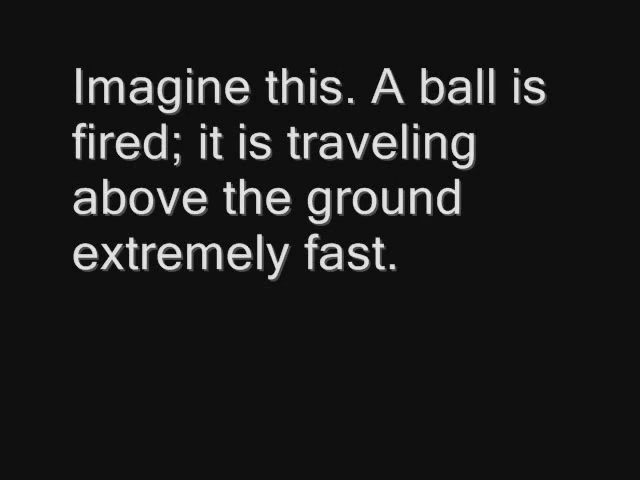 Imagine this. A ball is
fired; it is traveling
above the ground
extremely fast.